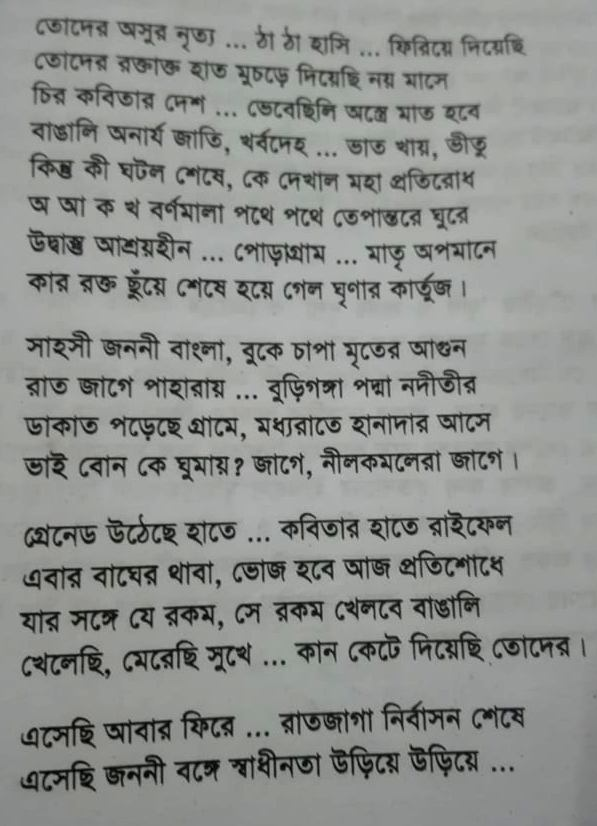 তোদের অসুর নৃত্য ... ঠা ঠা হাসি ... ফিরিয়ে দিয়েছি
তোদের রক্তাক্ত হাত মুচড়ে দিয়েছি নয় মাসে
চির কবিতার দেশ ... ভেবেছিলি অস্ত্রে মাত হবে
বাঙালি অনার্য জাতি, খর্বদেহ ... ভাত খায়, ভীতু
কিন্তু কী ঘটল শেষে, কে দেখাল মহা প্রতিরোধ
অ আ ক খ বর্ণমালা পথে পথে তেপান্তরে ঘুরে
উদ্বাস্তু আশ্রয়হীন ... পোড়াগ্রাম ... মাতৃ অপমানে
কার রক্ত ছুঁয়ে শেষে হয়ে গেল ঘৃণার কার্তুজ।
সাহসী জননী বাংলা, বুকে চাপা মৃতের আগুন
রাত জাগে পাহারায় ... বুড়িগঙ্গা পদ্মা নদীতীর
ডাকাত পড়েছে গ্রামে, মধ্যরাতে হানাদার আসে
ভাই বোন কে ঘুমায়? জাগে, নীলকমলেরা জাগে।
গ্রেনেড উঠেছে হাতে ... কবিতার হাতে রাইফেল
এবার বাঘের থাবা, ভোজ হবে আজ প্রতিশোধে
যার সঙ্গে যে রকম, সে রকম খেলবে বাঙালি
খেলেছি, মেরেছি সুখে ... কান কেটে দিয়েছি তোদের।
এসেছি আবার ফিরে ... রাতজাগা নির্বাসন শেষে
এসেছি জননী বঙ্গে স্বাধীনতা উড়িয়ে উড়িয়ে ...